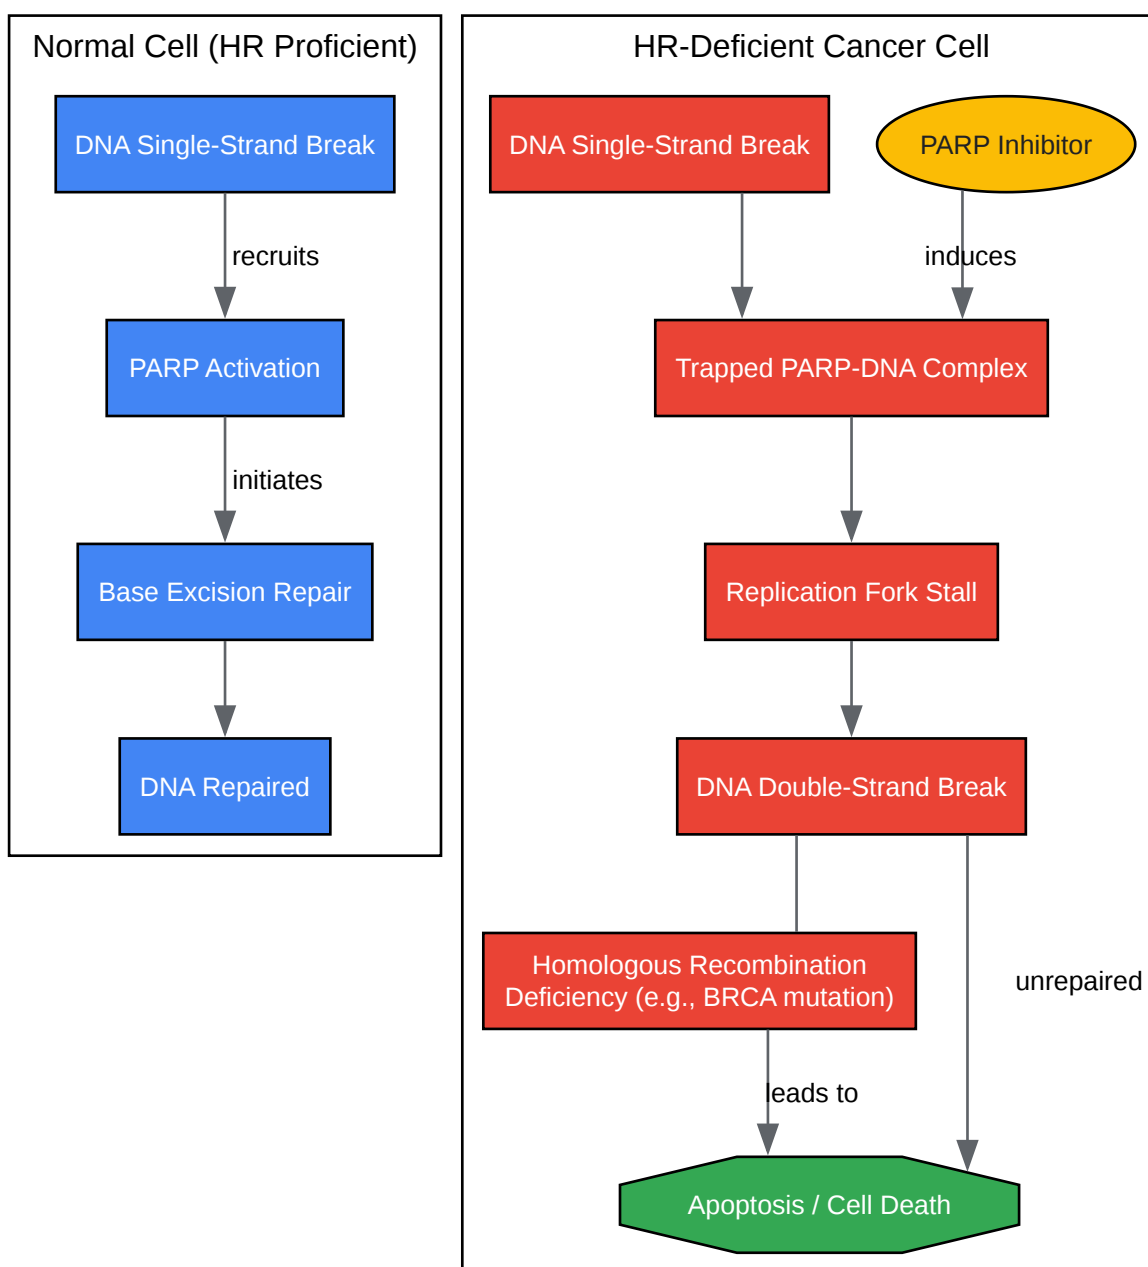 Normal Cell (HR Proficient)
DNA Single-Strand Break
recruits
PARP Activation
initiates
Base Excision Repair
DNA Repaired
HR-Deficient Cancer Cell
DNA Single-Strand Break
PARP Inhibitor
induces
Trapped PARP-DNA Complex
Replication Fork Stall
DNA Double-Strand Break
Homologous Recombination
Deficiency (e.g., BRCA mutation)
unrepaired
leads to
Apoptosis / Cell Death